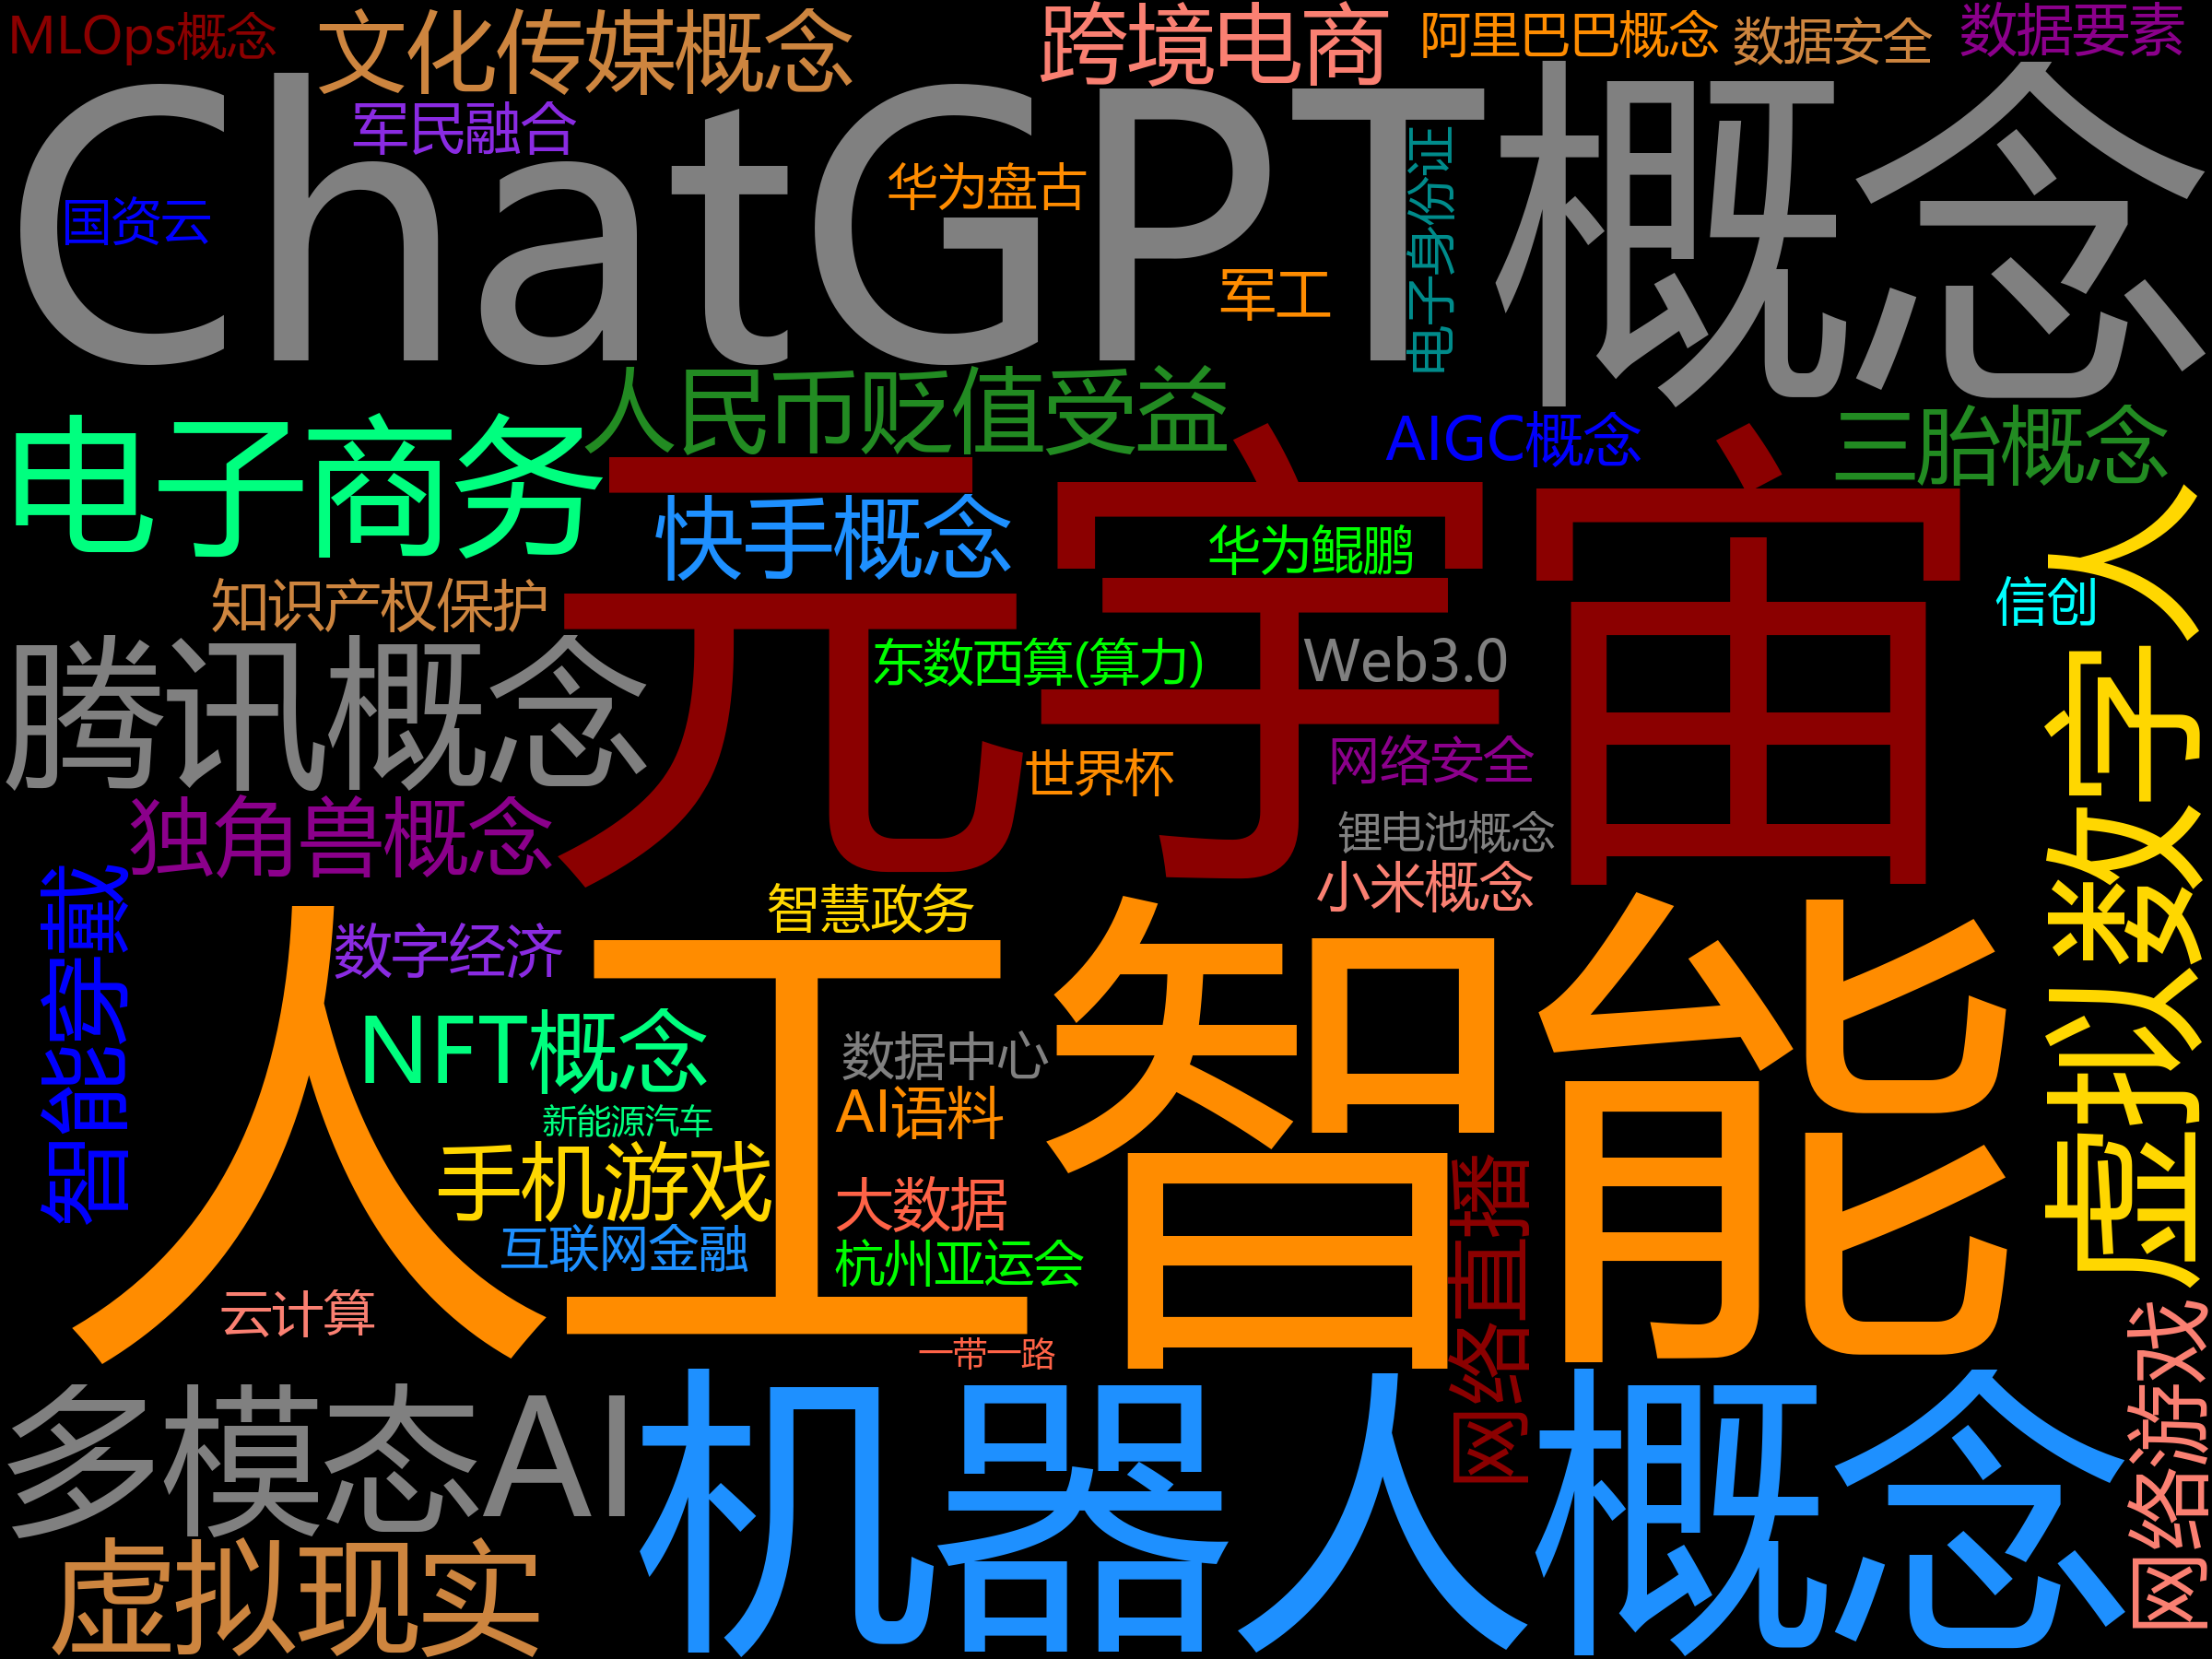 MLOps概念
文化传媒概念
跨境电商
阿里巴巴概念
数据安全
数据要素
ChatGPT概念
军民融合
华为盘古
电子身份证
国资云
军工
人民币贬值受益
AIGC概念
三胎概念
电子商务
元宇宙
快手概念
华为鲲鹏
虚拟数字人
知识产权保护
信创
腾讯概念
东数西算(算力)
Web3.0
世界杯
网络安全
独角兽概念
锂电池概念
小米概念
智能穿戴
智慧政务
数字经济
人工智能
NFT概念
数据中心
AI语料
新能源汽车
手机游戏
大数据
网络直播
互联网金融
杭州亚运会
云计算
一带一路
网络游戏
多模态AI
机器人概念
虚拟现实